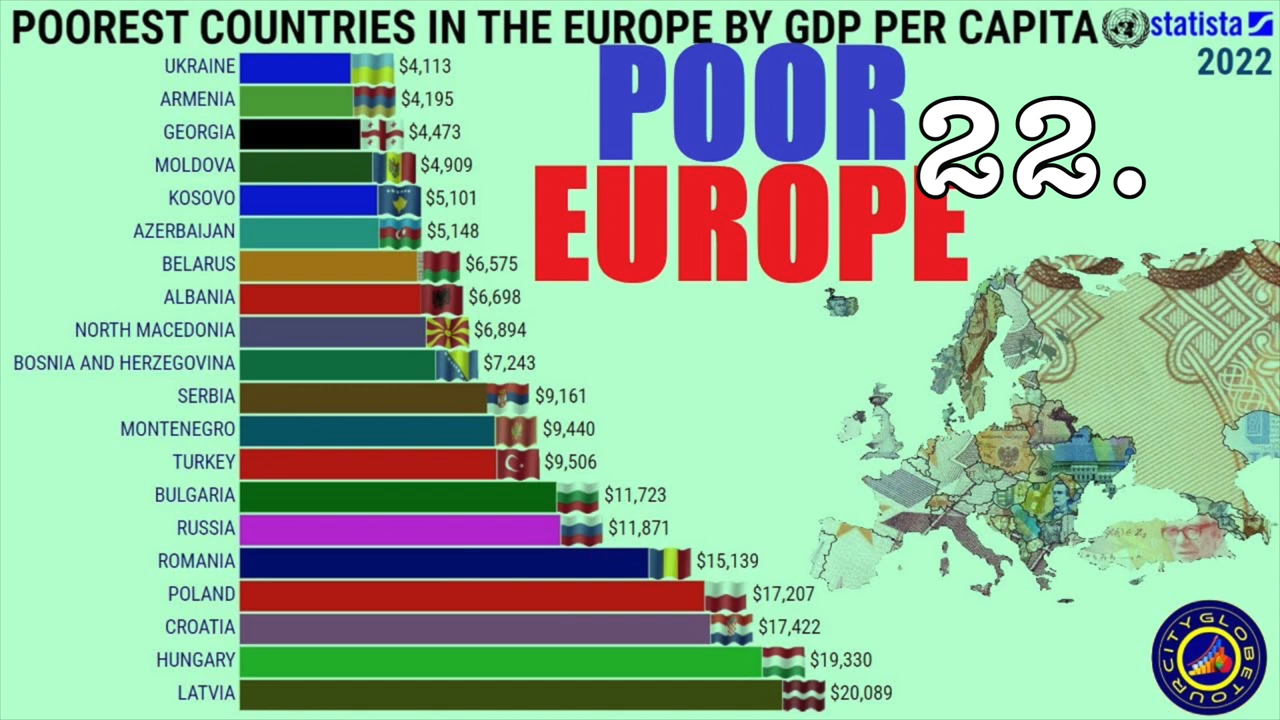 POOREST COUNTRIES IN THE EUROPE BY GDP PER CAPITA statista
2022
POOR
EUROPE
22.
UKRAINE $4,113
ARMENIA $4,195
GEORGIA $4,473
MOLDOVA $4,909
KOSOVO $5,101
AZERBAIJAN $5,148
BELARUS $6,575
ALBANIA $6,698
NORTH MACEDONIA $6,894
BOSNIA AND HERZEGOVINA $7,243
SERBIA $9,161
MONTENEGRO $9,440
TURKEY $9,506
BULGARIA $11,723
RUSSIA $11,871
ROMANIA $15,139
POLAND $17,207
CROATIA $17,422
HUNGARY $19,330
LATVIA $20,089
CITYGLOBETOUR